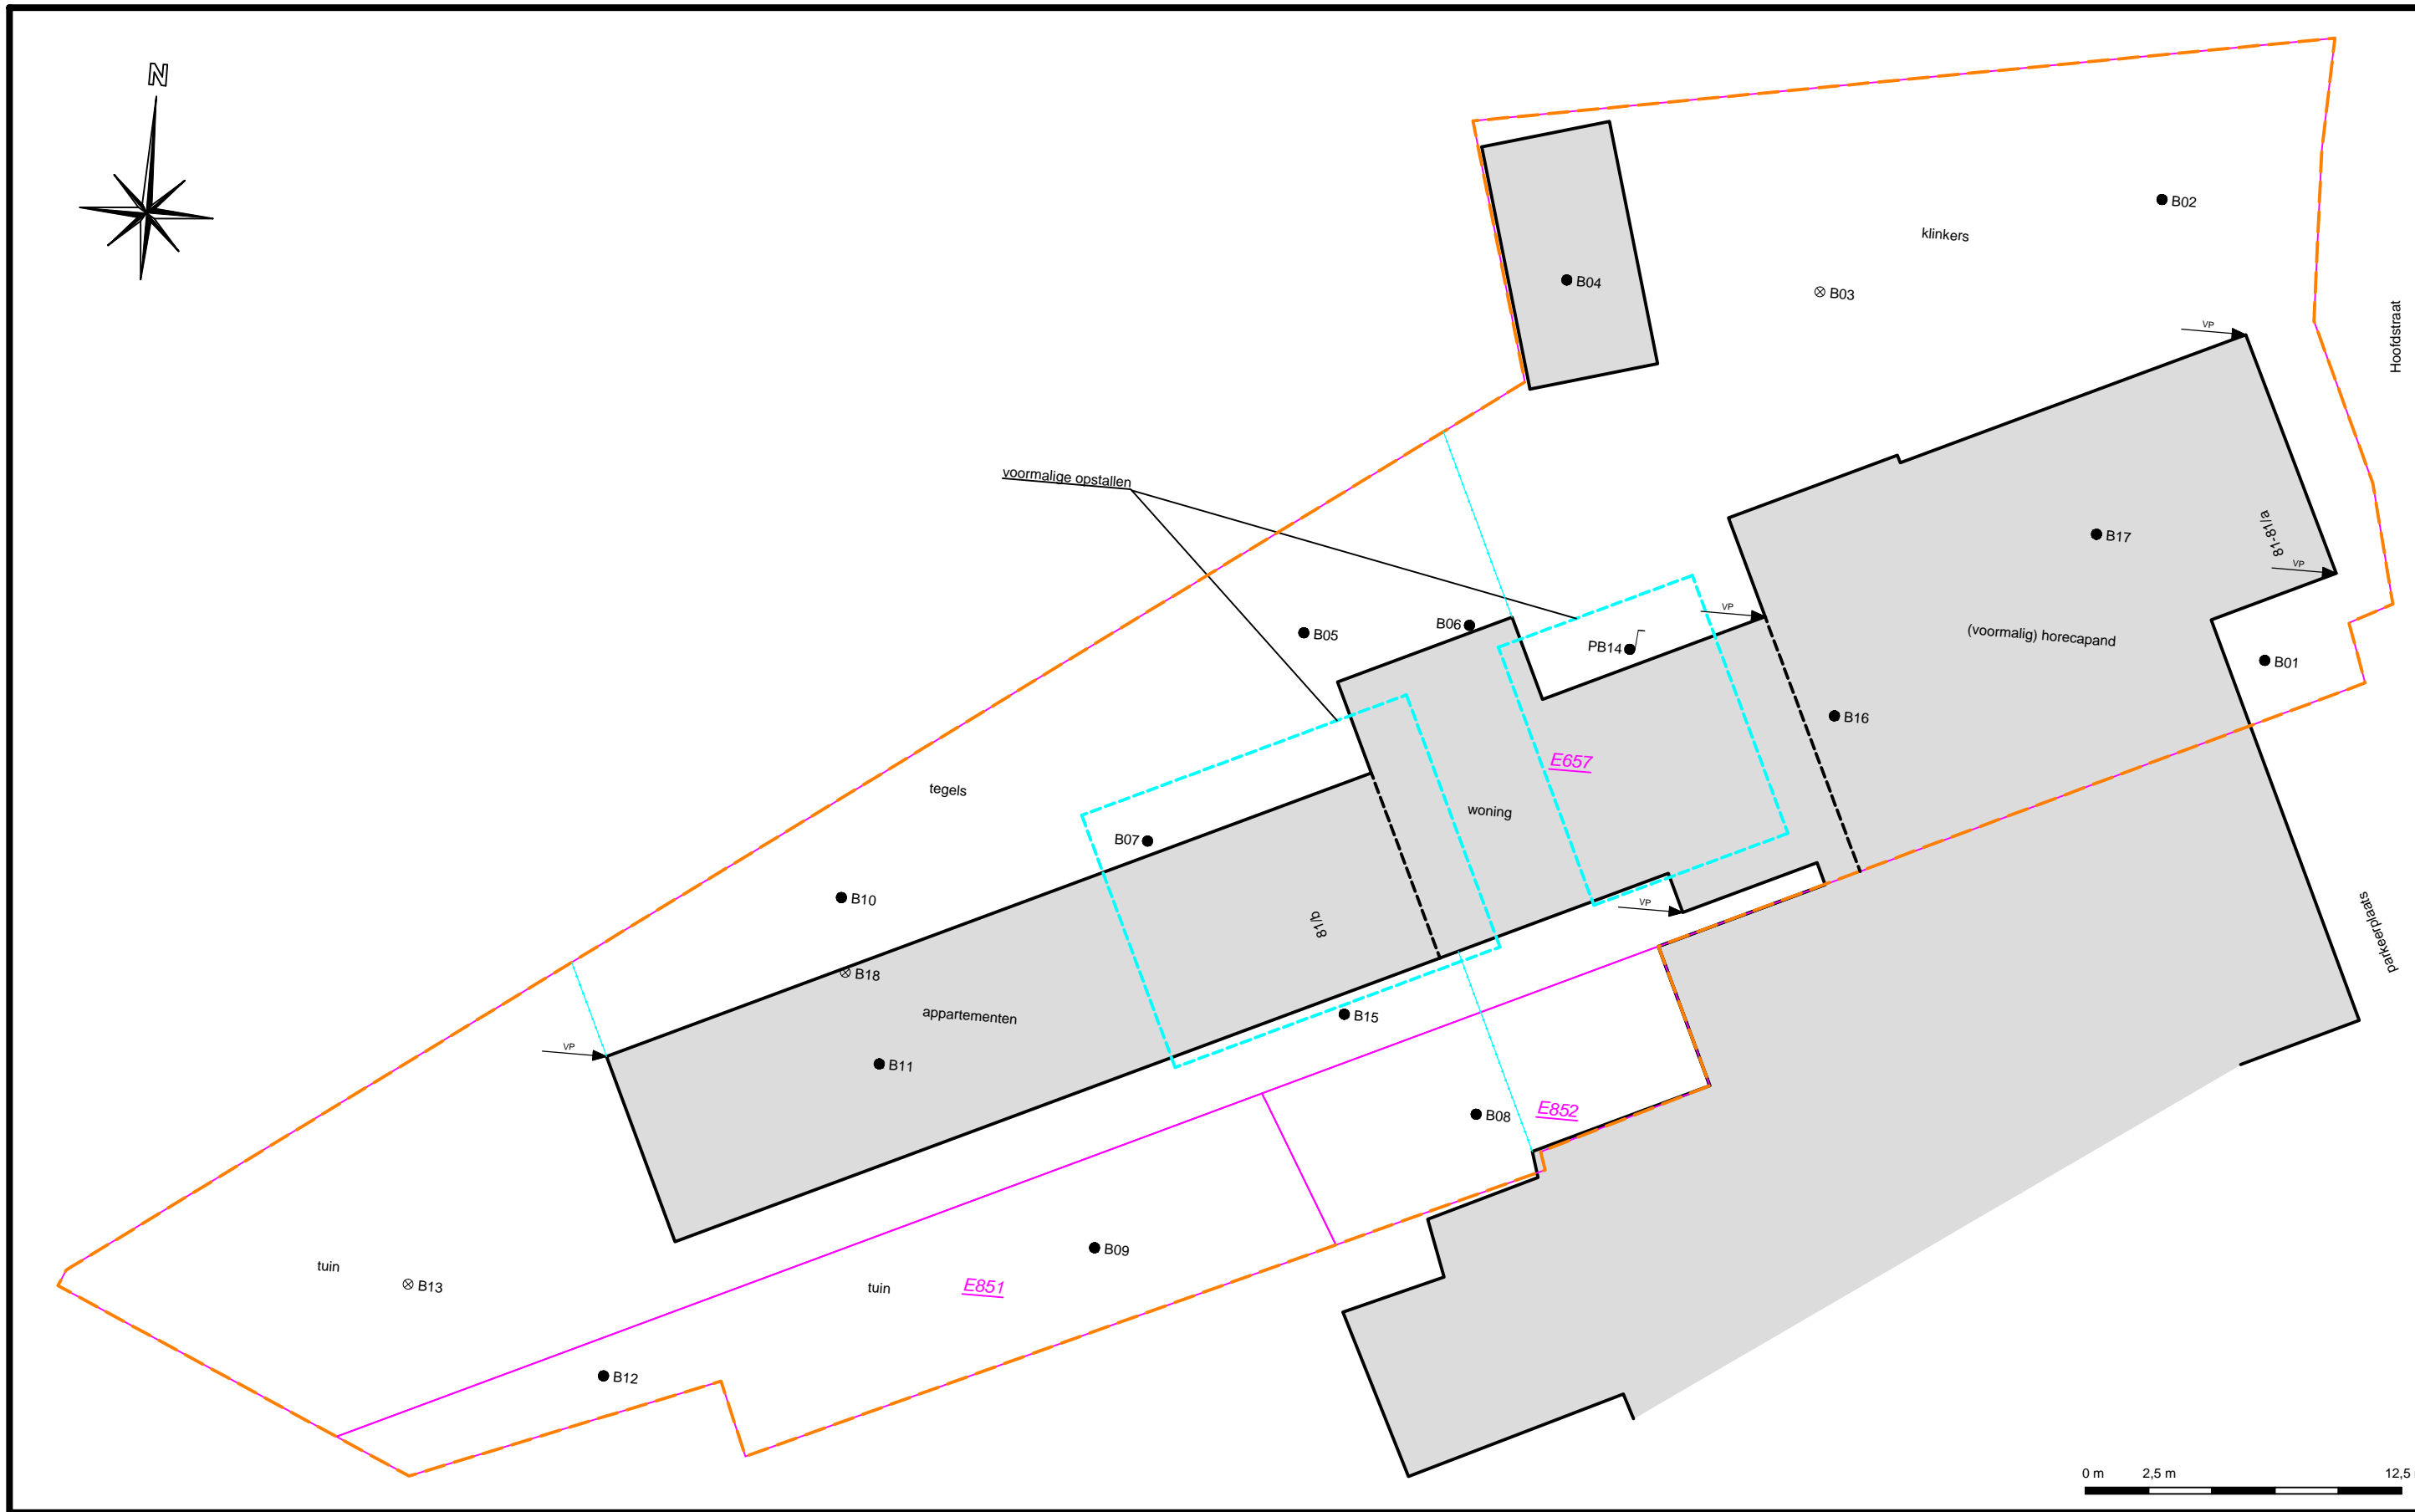 N
B02
klinkers
B04
B03
VP
Hoofdstraat
voormalige opstallen
B17
81-81/a
VP
VP
B06
B05
(voormalig) horecapand
PB14
B01
B16
E657
tegels
woning
B07
B10
VP
81/b
parkeerplaats
B18
appartementen
B15
VP
B11
E852
B08
B09
tuin
B13
tuin
E851
B12
0 m 2,5 m 12,5